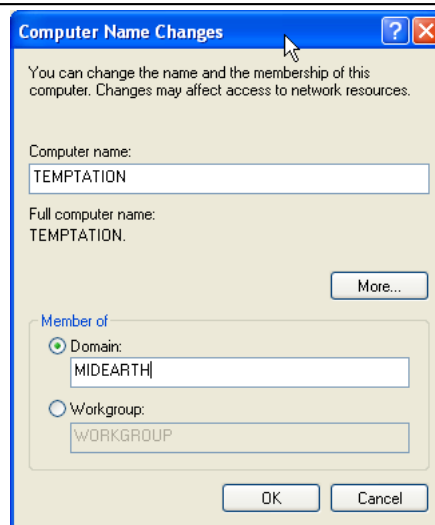 Computer Name Changes
You can change the name and the membership of this
computer. Changes may affect access to network resources.
Computer name:
TEMPTATION
Full computer name:
TEMPTATION.
More...
Member of
Domain:
MIDEARTH
Workgroup:
WORKGROUP
OK Cancel